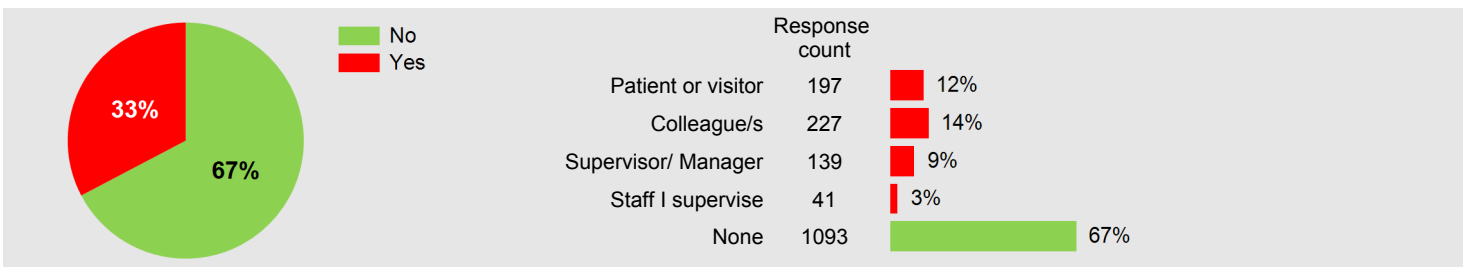 No
Yes
33%
67%
Response
count
Patient or visitor 197 12%
Colleague/s 227 14%
Supervisor/ Manager 139 9%
Staff I supervise 41 3%
None 1093 67%